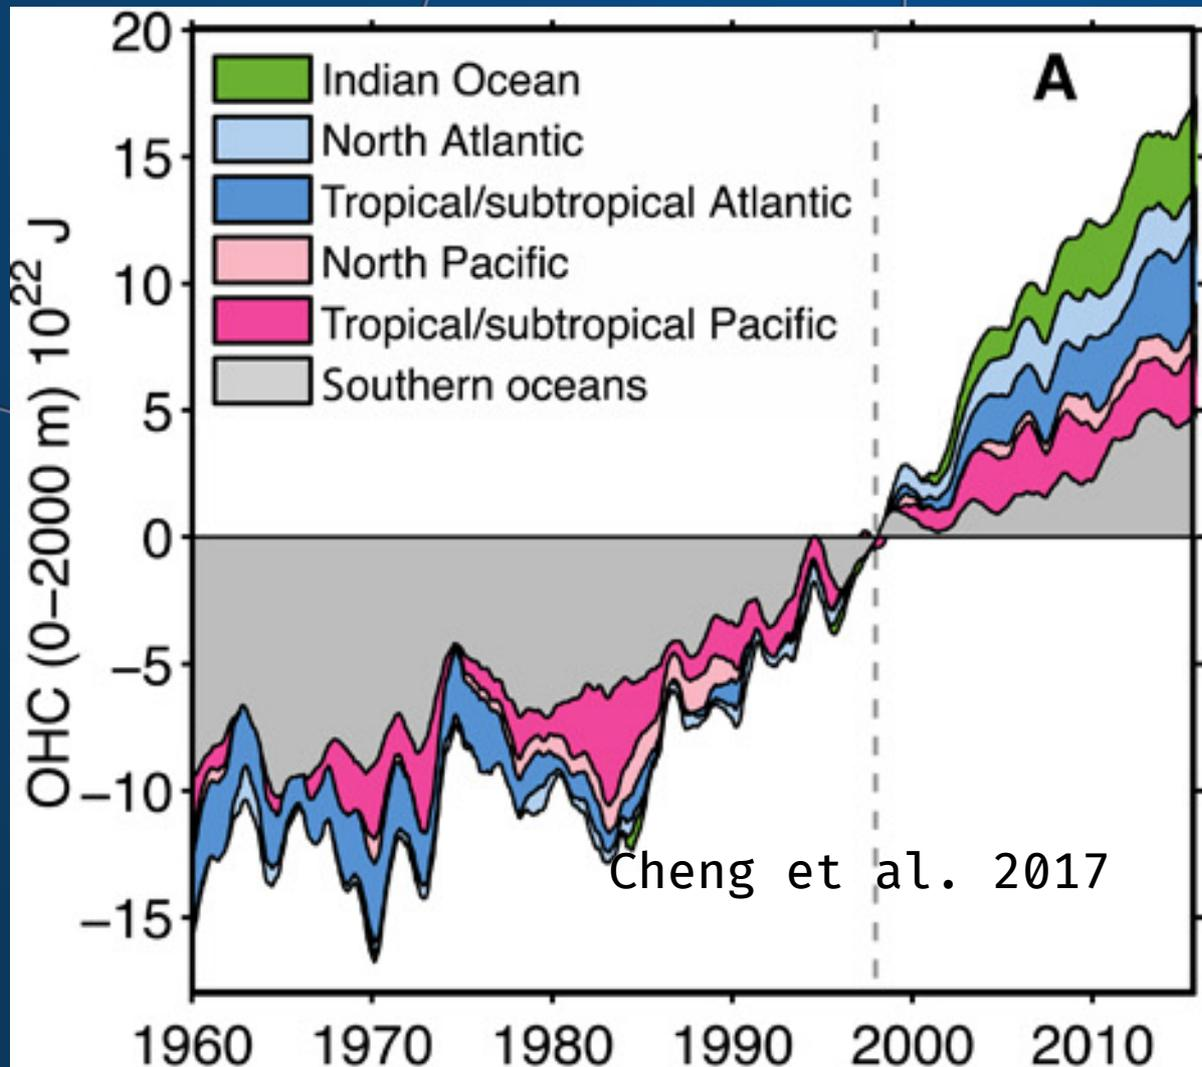 OHC (0–2000 m) 10²² J
20
15
10
5
0
−5
−10
−15
A
Indian Ocean
North Atlantic
Tropical/subtropical Atlantic
North Pacific
Tropical/subtropical Pacific
Southern oceans
Cheng et al. 2017
1960 1970 1980 1990 2000 2010